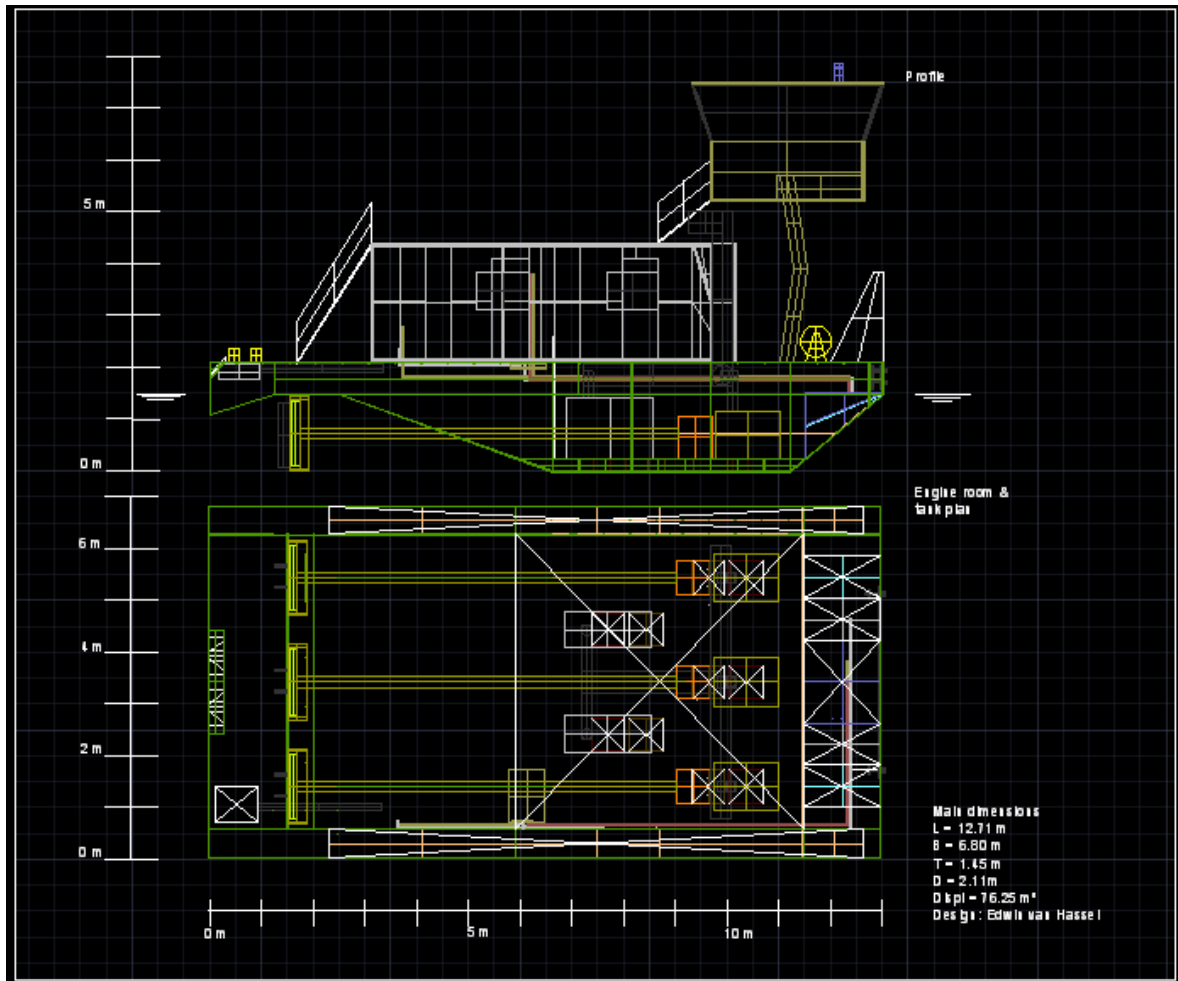 Profile
5 m
0 m
Engine room &
tank plan
6 m
4 m
2 m
0 m
Main dimensions
L = 12.71 m
B = 6.80 m
T = 1.45 m
D = 2.11m
Displ = 76.25 m³
Design: Edwin van Hassel
0 m
5 m
10 m